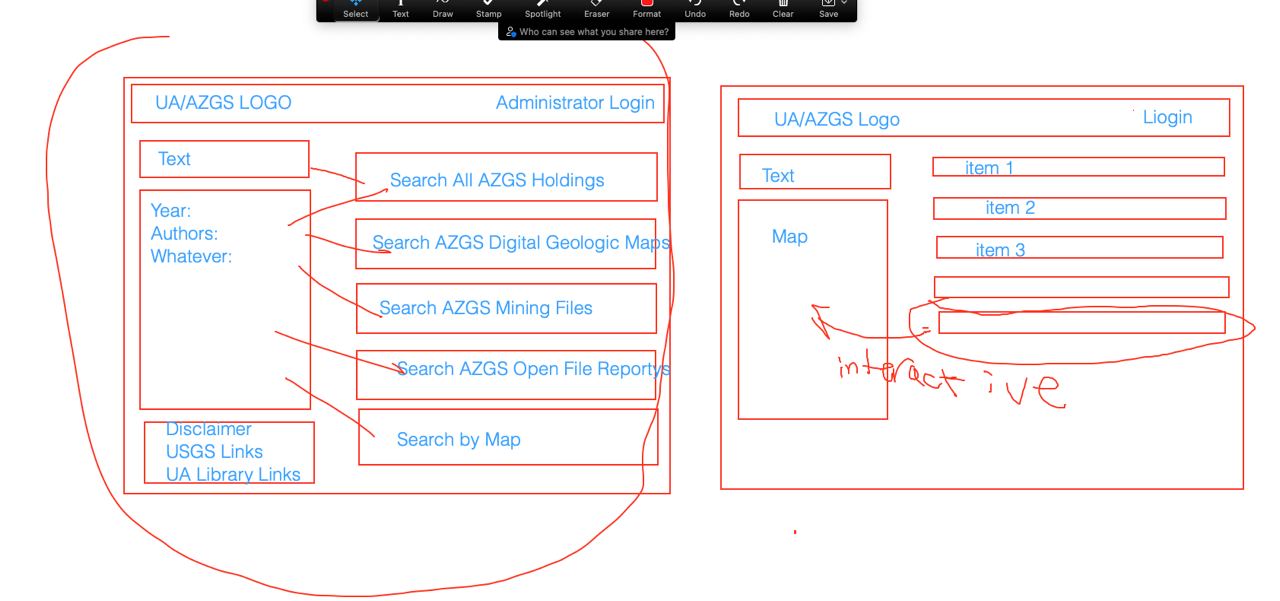 Select Text Draw Stamp Spotlight Eraser Format Undo Redo Clear Save
Who can see what you share here?
UA/AZGS LOGO Administrator Login
Text
Search All AZGS Holdings
Year:
Authors:
Whatever:
Search AZGS Digital Geologic Maps
Search AZGS Mining Files
Search AZGS Open File Reportys
Search by Map
Disclaimer
USGS Links
UA Library Links
UA/AZGS Logo Liogin
Text
item 1
item 2
item 3
Map
interactive